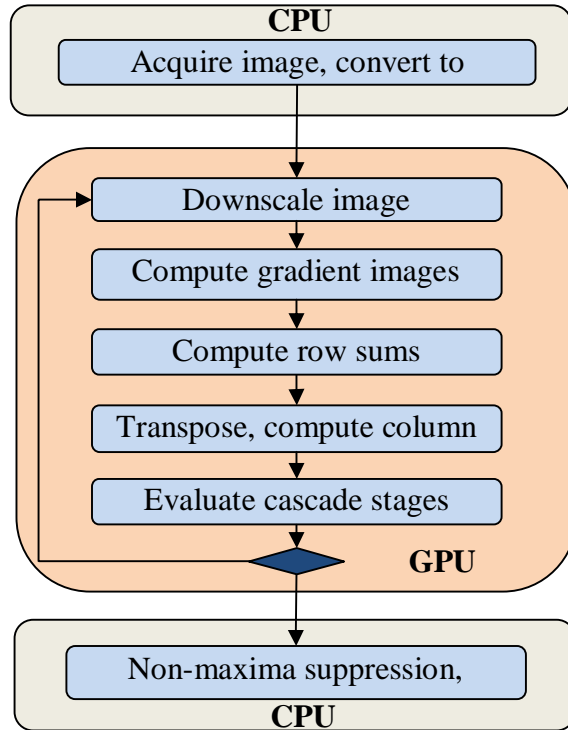 CPU
Acquire image, convert to
Downscale image
Compute gradient images
Compute row sums
Transpose, compute column
Evaluate cascade stages
GPU
Non-maxima suppression,
CPU